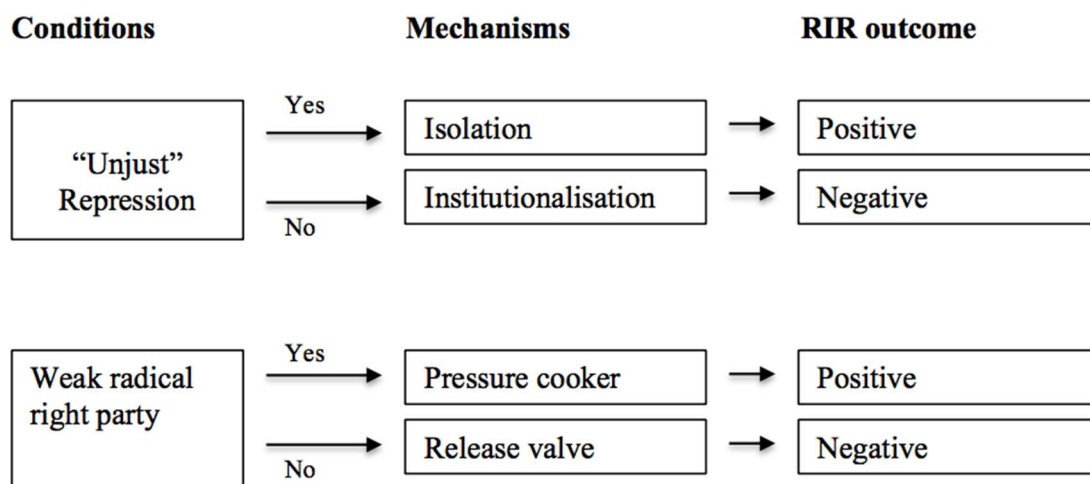 Conditions Mechanisms RIR outcome
Yes
Isolation Positive
“Unjust”
Repression
Institutionalisation Negative
No
Yes
Weak radical
right party
Pressure cooker Positive
Release valve Negative
No